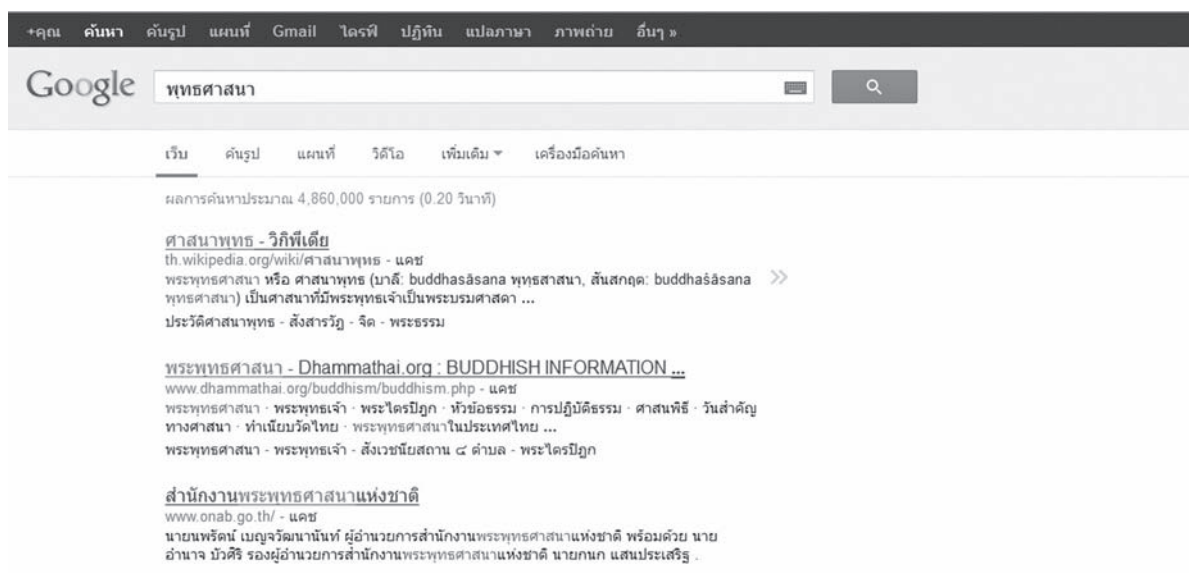 +คุณ ค้นหา ค้นรูป แผนที่ Gmail ไดรฟ์ ปฏิทิน แปลภาษา ภาพถ่าย อื่นๆ »
Google พุทธศาสนา
เว็บ ค้นรูป แผนที่ วิดีโอ เพิ่มเติม เครื่องมือค้นหา
ผลการค้นหาประมาณ 4,860,000 รายการ (0.20 วินาที)
ศาสนาพุทธ - วิกิพีเดีย
th.wikipedia.org/wiki/ศาสนาพุทธ - แคช
พระพุทธศาสนา หรือ ศาสนาพุทธ (บาลี: buddhasāsana พุทฺธสาสนา, สันสกฤต: buddhaśāsana
พุทฺธศาสนา) เป็นศาสนาที่มีพระพุทธเจ้าเป็นพระบรมศาสดา ...
ประวัติศาสนาพุทธ - สังสารวัฏ - จิต - พระธรรม
พระพุทธศาสนา - Dhammathai.org : BUDDHISH INFORMATION ...
www.dhammathai.org/buddhism/buddhism.php - แคช
พระพุทธศาสนา · พระพุทธเจ้า · พระไตรปิฎก · หัวข้อธรรม · การปฏิบัติธรรม · ศาสนพิธี · วันสำคัญ
ทางศาสนา · ทำเนียบวัดไทย · พระพุทธศาสนาในประเทศไทย ...
พระพุทธศาสนา - พระพุทธเจ้า - สังเวชนียสถาน ๔ ตำบล - พระไตรปิฎก
สำนักงานพระพุทธศาสนาแห่งชาติ
www.onab.go.th/ - แคช
นายนพรัตน์ เบญจวัฒนานันท์ ผู้อำนวยการสำนักงานพระพุทธศาสนาแห่งชาติ พร้อมด้วย นาย
อำนาจ บัวศิริ รองผู้อำนวยการสำนักงานพระพุทธศาสนาแห่งชาติ นายกนก แสนประเสริฐ .